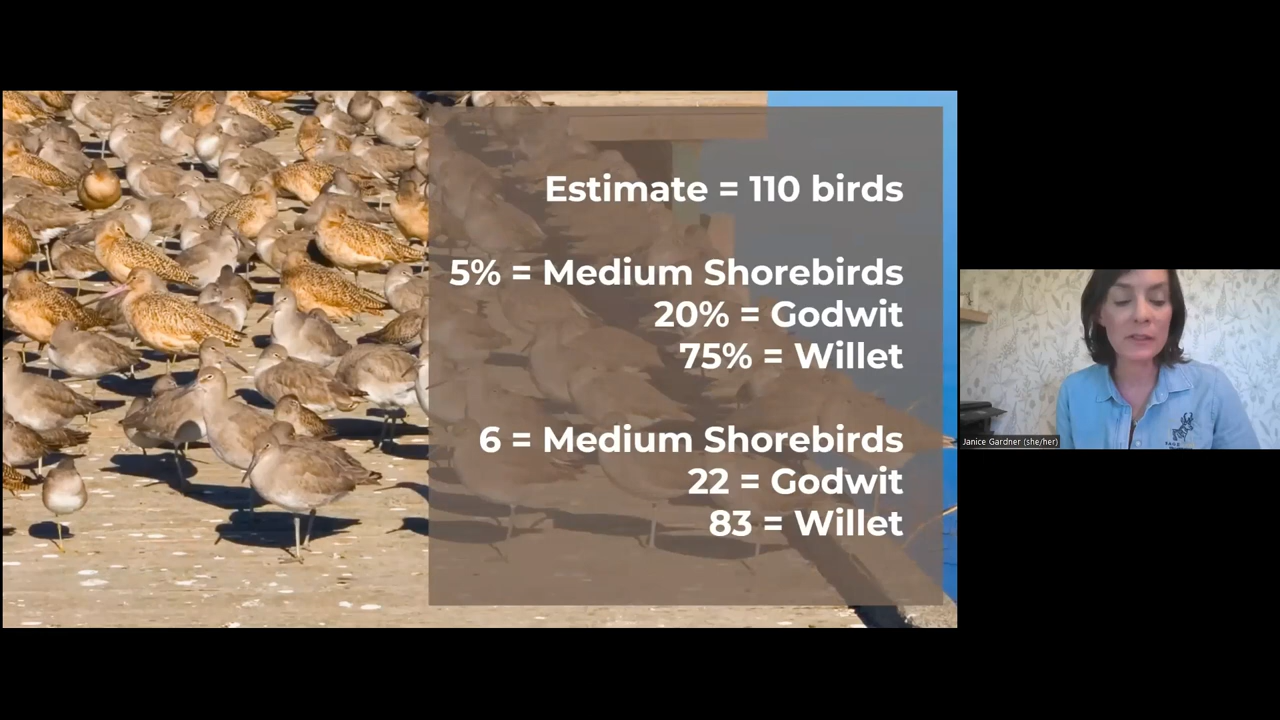 Estimate = 110 birds
5% = Medium Shorebirds
20% = Godwit
75% = Willet
6 = Medium Shorebirds
22 = Godwit
83 = Willet
Janice Gardner (she/her)